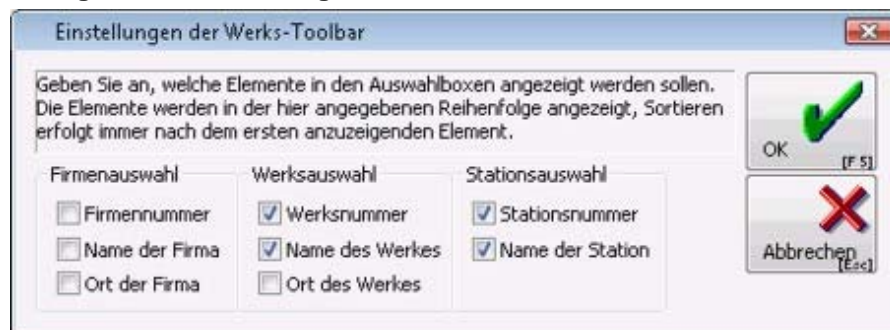 Einstellungen der Werks-Toolbar
Geben Sie an, welche Elemente in den Auswahlboxen angezeigt werden sollen.
Die Elemente werden in der hier angegebenen Reihenfolge angezeigt, Sortieren
erfolgt immer nach dem ersten anzuzeigenden Element.
OK
[F 5]
Firmenauswahl
Firmennummer
Name der Firma
Ort der Firma
Werksauswahl
Werksnummer
Name des Werkes
Ort des Werkes
Stationsauswahl
Stationsnummer
Name der Station
Abbrechen
[Esc]